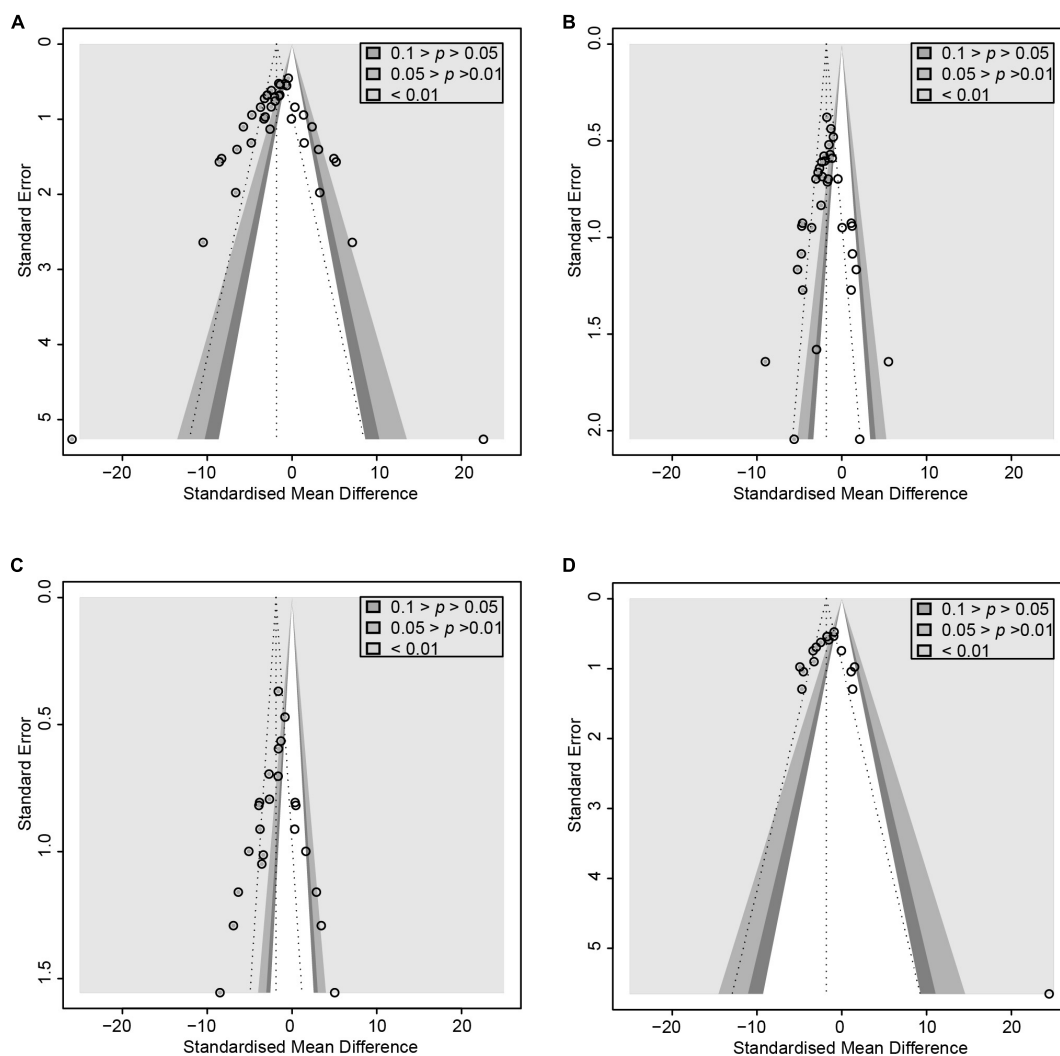 A
0
1
2
3
4
5
Standard Error
0.1 > p > 0.05
0.05 > p >0.01
< 0.01
−20
−10
0
10
20
Standardised Mean Difference
B
0.0
0.5
1.0
1.5
2.0
Standard Error
0.1 > p > 0.05
0.05 > p >0.01
< 0.01
−20
−10
0
10
20
Standardised Mean Difference
C
0.0
0.5
1.0
1.5
Standard Error
0.1 > p > 0.05
0.05 > p >0.01
< 0.01
−20
−10
0
10
20
Standardised Mean Difference
D
0
1
2
3
4
5
Standard Error
0.1 > p > 0.05
0.05 > p >0.01
< 0.01
−20
−10
0
10
20
Standardised Mean Difference